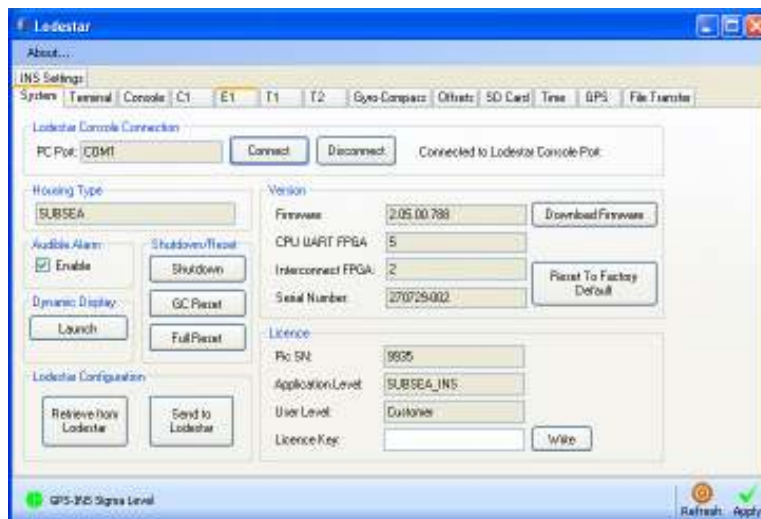 Lodestar
About...
INS Settings
System Terminal Console C1 E1 T1 T2 Gyro-Compass Offsets SD Card Time GPS File Transfer
Lodestar Console Connection
PC Port: COM1 Connect Disconnect Connected to Lodestar Console Port
Housing Type
SUBSEA
Audible Alarm
Enable
Shutdown/Reset
Shutdown
GC Reset
Full Reset
Dynamic Display
Launch
Lodestar Configuration
Retrieve from Lodestar
Send to Lodestar
Version
Firmware 2.05.00.788 Download Firmware
CPU UART FPGA 5
Interconnect FPGA: 2
Serial Number: 270729-002
Reset To Factory Default
Licence
Pic SN: 9935
Application Level: SUBSEA_INS
User Level: Customer
Licence Key: Write
GPS-INS Sigma Level
Refresh Apply